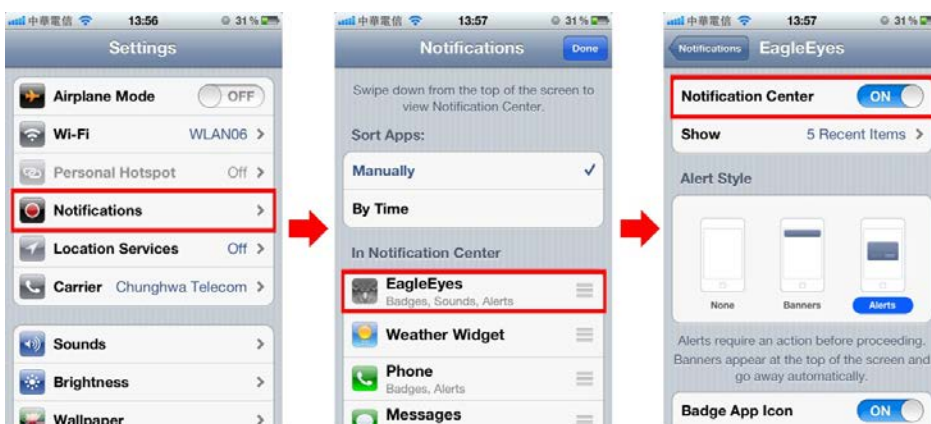 中華電信 13:56 31%
Settings
Airplane Mode OFF
Wi-Fi WLAN06
Personal Hotspot Off
Notifications
Location Services Off
Carrier Chunghwa Telecom
Sounds
Brightness
Wallpaper
中華電信 13:57 31%
Notifications Done
Swipe down from the top of the screen to
view Notification Center.
Sort Apps:
Manually
By Time
In Notification Center
EagleEyes
Badges, Sounds, Alerts
Weather Widget
Phone
Badges, Alerts
Messages
中華電信 13:57 31%
Notifications EagleEyes
Notification Center ON
Show 5 Recent Items
Alert Style
None Banners Alerts
Alerts require an action before proceeding.
Banners appear at the top of the screen and
go away automatically.
Badge App Icon ON